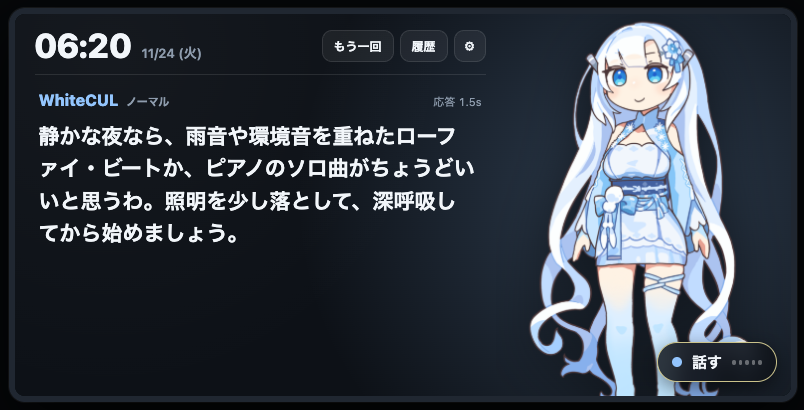 06:20 11/24 (火) もう一回 履歴
WhiteCUL ノーマル 応答 1.5s
静かな夜なら、雨音や環境音を重ねたローフ
ァイ・ビートか、ピアノのソロ曲がちょうどい
いと思うわ。照明を少し落として、深呼吸し
てから始めましょう。
話す